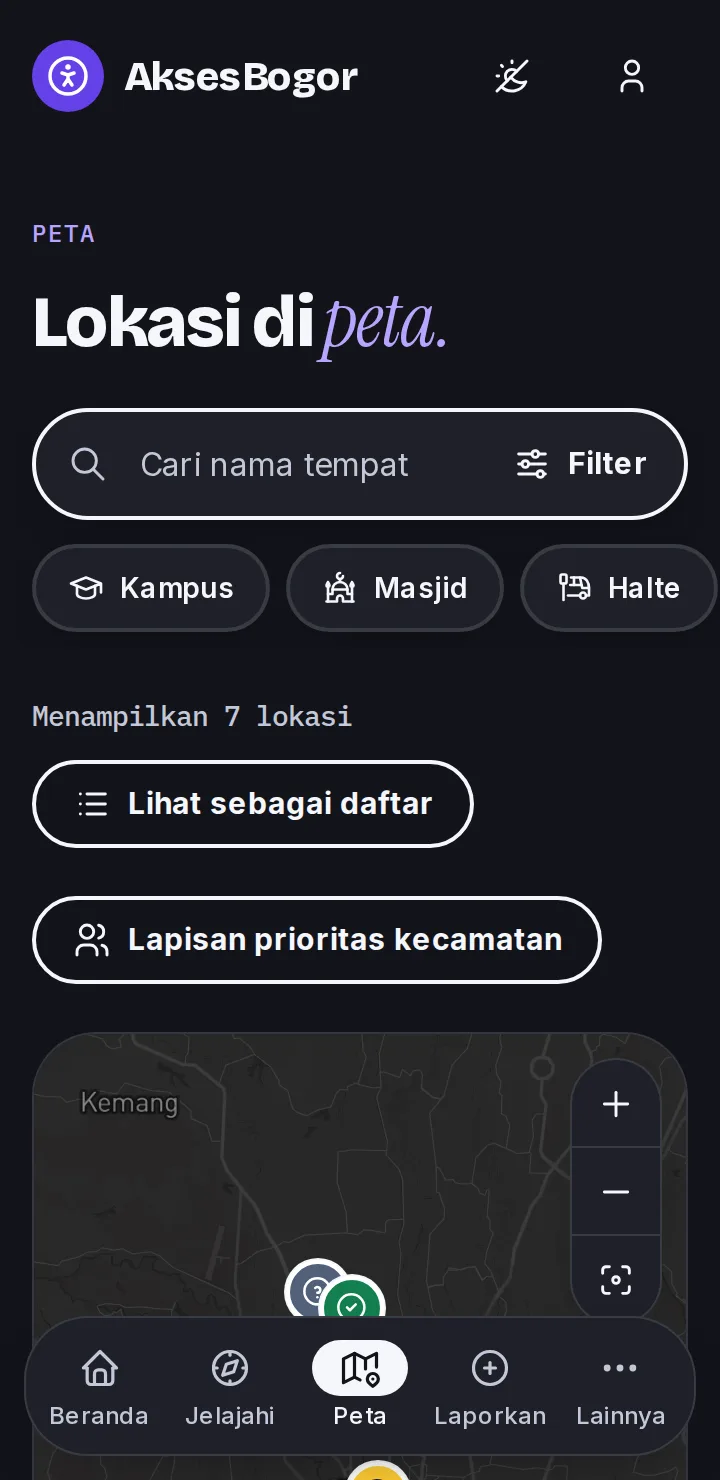 AksesBogor
PETA
Lokasi di peta.
Cari nama tempat
Filter
Kampus
Masjid
Halte
Menampilkan 7 lokasi
Lihat sebagai daftar
Lapisan prioritas kecamatan
Kemang
Beranda
Jelajahi
Peta
Laporkan
Lainnya